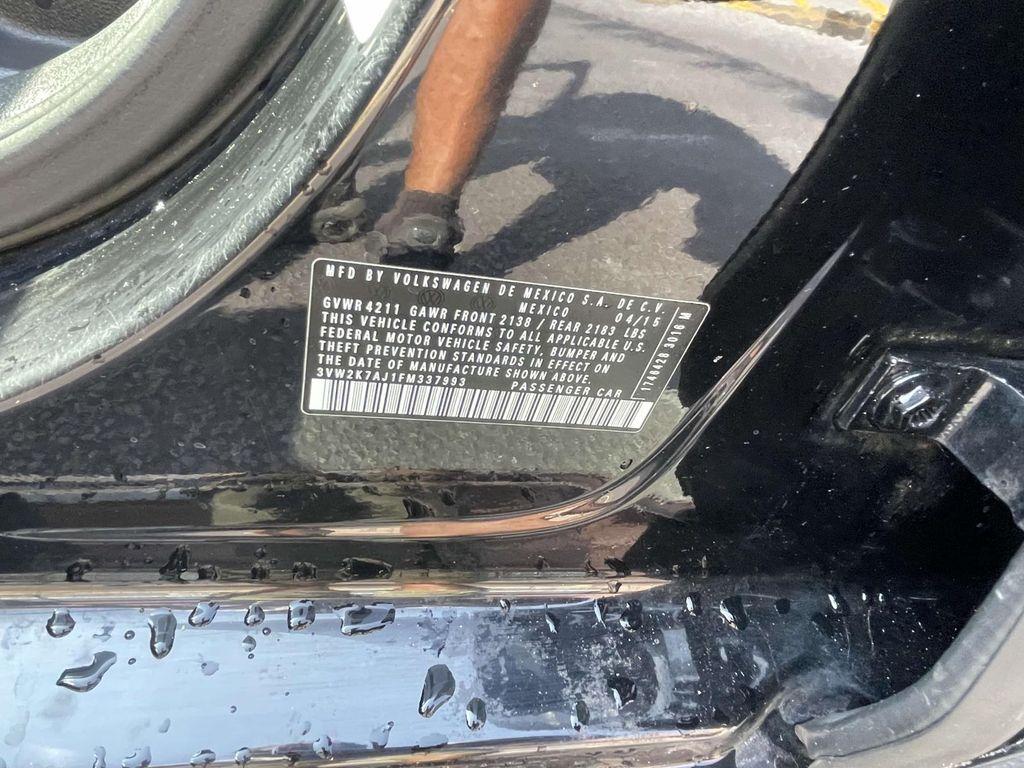 MFD BY VOLKSWAGEN DE MEXICO S.A. DE C.V.
MEXICO 04/15
GVWR 4211 GAWR FRONT 2138 / REAR 2183 LBS
THIS VEHICLE CONFORMS TO ALL APPLICABLE U.S.
FEDERAL MOTOR VEHICLE SAFETY, BUMPER AND
THEFT PREVENTION STANDARDS IN EFFECT ON
THE DATE OF MANUFACTURE SHOWN ABOVE.
3VW2K7AJ1FM337993 PASSENGER CAR
174642B 3016 M